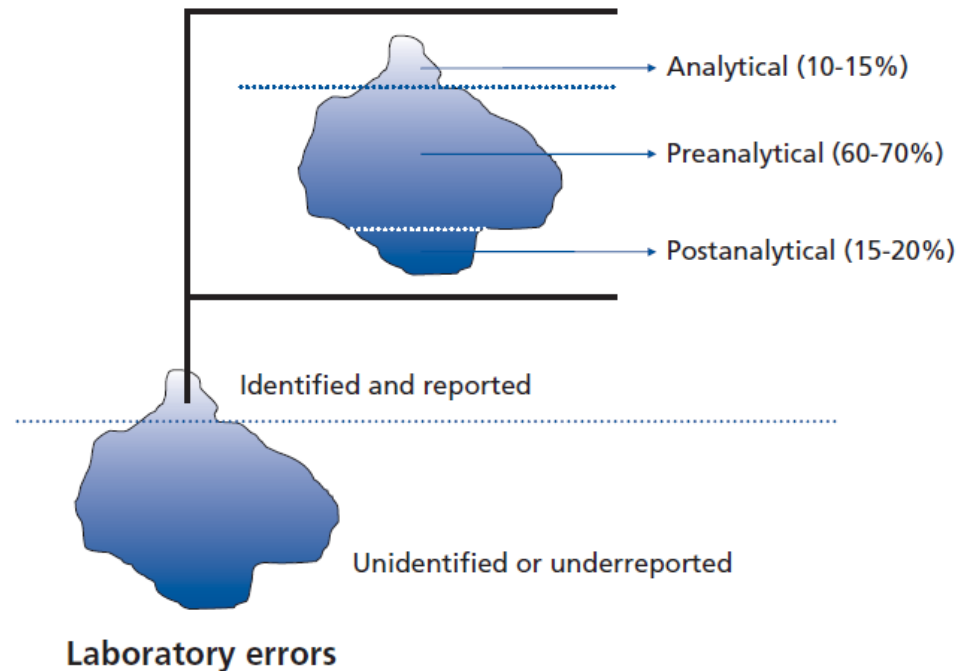 Analytical (10-15%)
Preanalytical (60-70%)
Postanalytical (15-20%)
Identified and reported
Unidentified or underreported
Laboratory errors